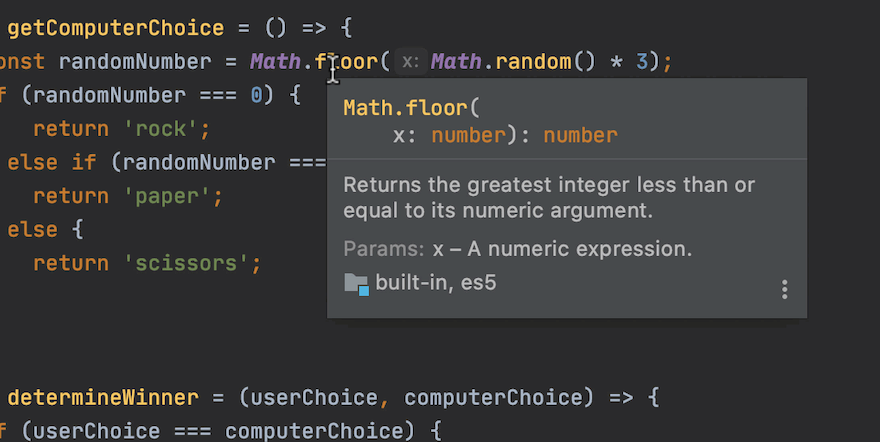 getComputerChoice = () => {
onst randomNumber = Math.floor( x: Math.random() * 3);
f (randomNumber === 0) {
return 'rock';
else if (randomNumber ===
return 'paper';
else {
return 'scissors';
Math.floor(
x: number): number
Returns the greatest integer less than or
equal to its numeric argument.
Params: x – A numeric expression.
built-in, es5
determineWinner = (userChoice, computerChoice) => {
f (userChoice === computerChoice) {